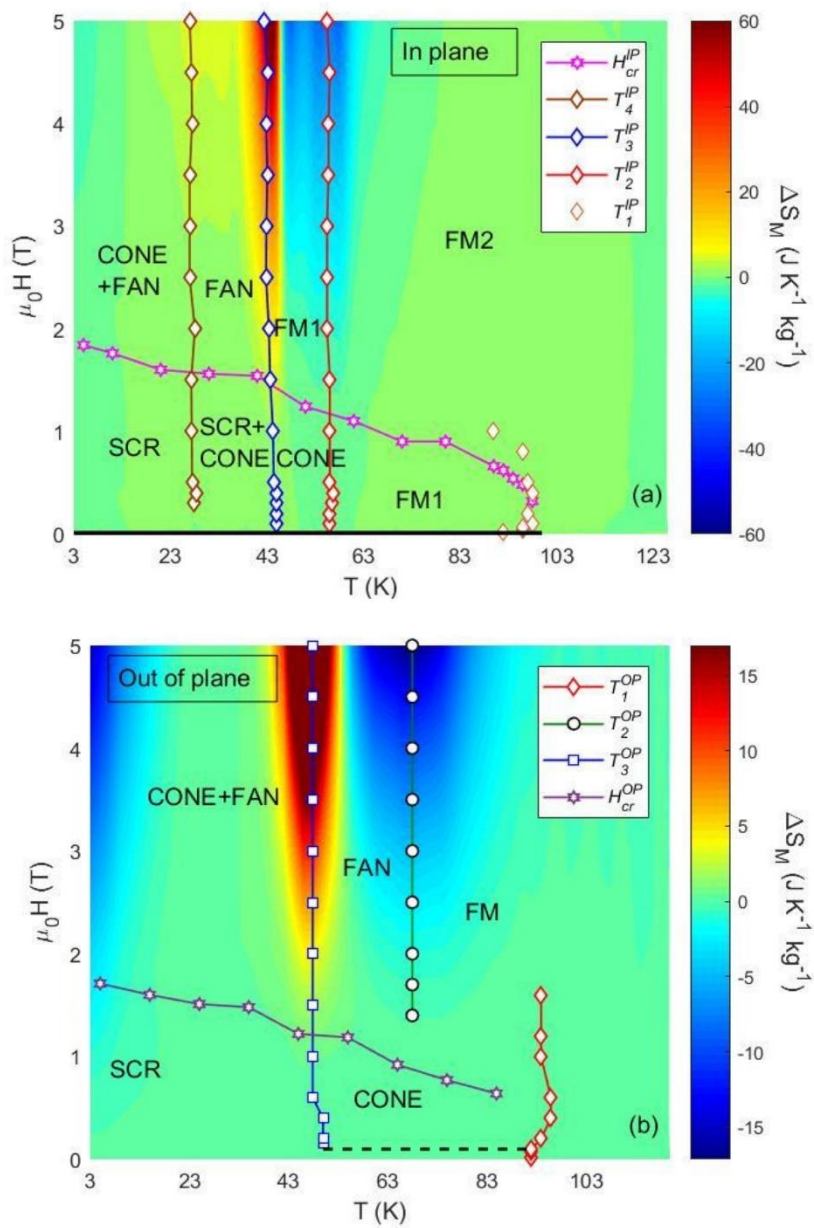 In plane
H_cr^IP
T_4^IP
T_3^IP
T_2^IP
T_1^IP
CONE
+FAN
FAN
FM1
FM2
SCR
SCR+
CONE
CONE
FM1
(a)
5
4
3
2
1
0
μ₀H (T)
3
23
43
63
83
103
123
T (K)
60
40
20
0
-20
-40
-60
ΔS_M (J K⁻¹ kg⁻¹)
Out of plane
T_1^OP
T_2^OP
T_3^OP
H_cr^OP
CONE+FAN
FAN
FM
SCR
CONE
(b)
5
4
3
2
1
0
μ₀H (T)
3
23
43
63
83
103
T (K)
15
10
5
0
-5
-10
-15
ΔS_M (J K⁻¹ kg⁻¹)